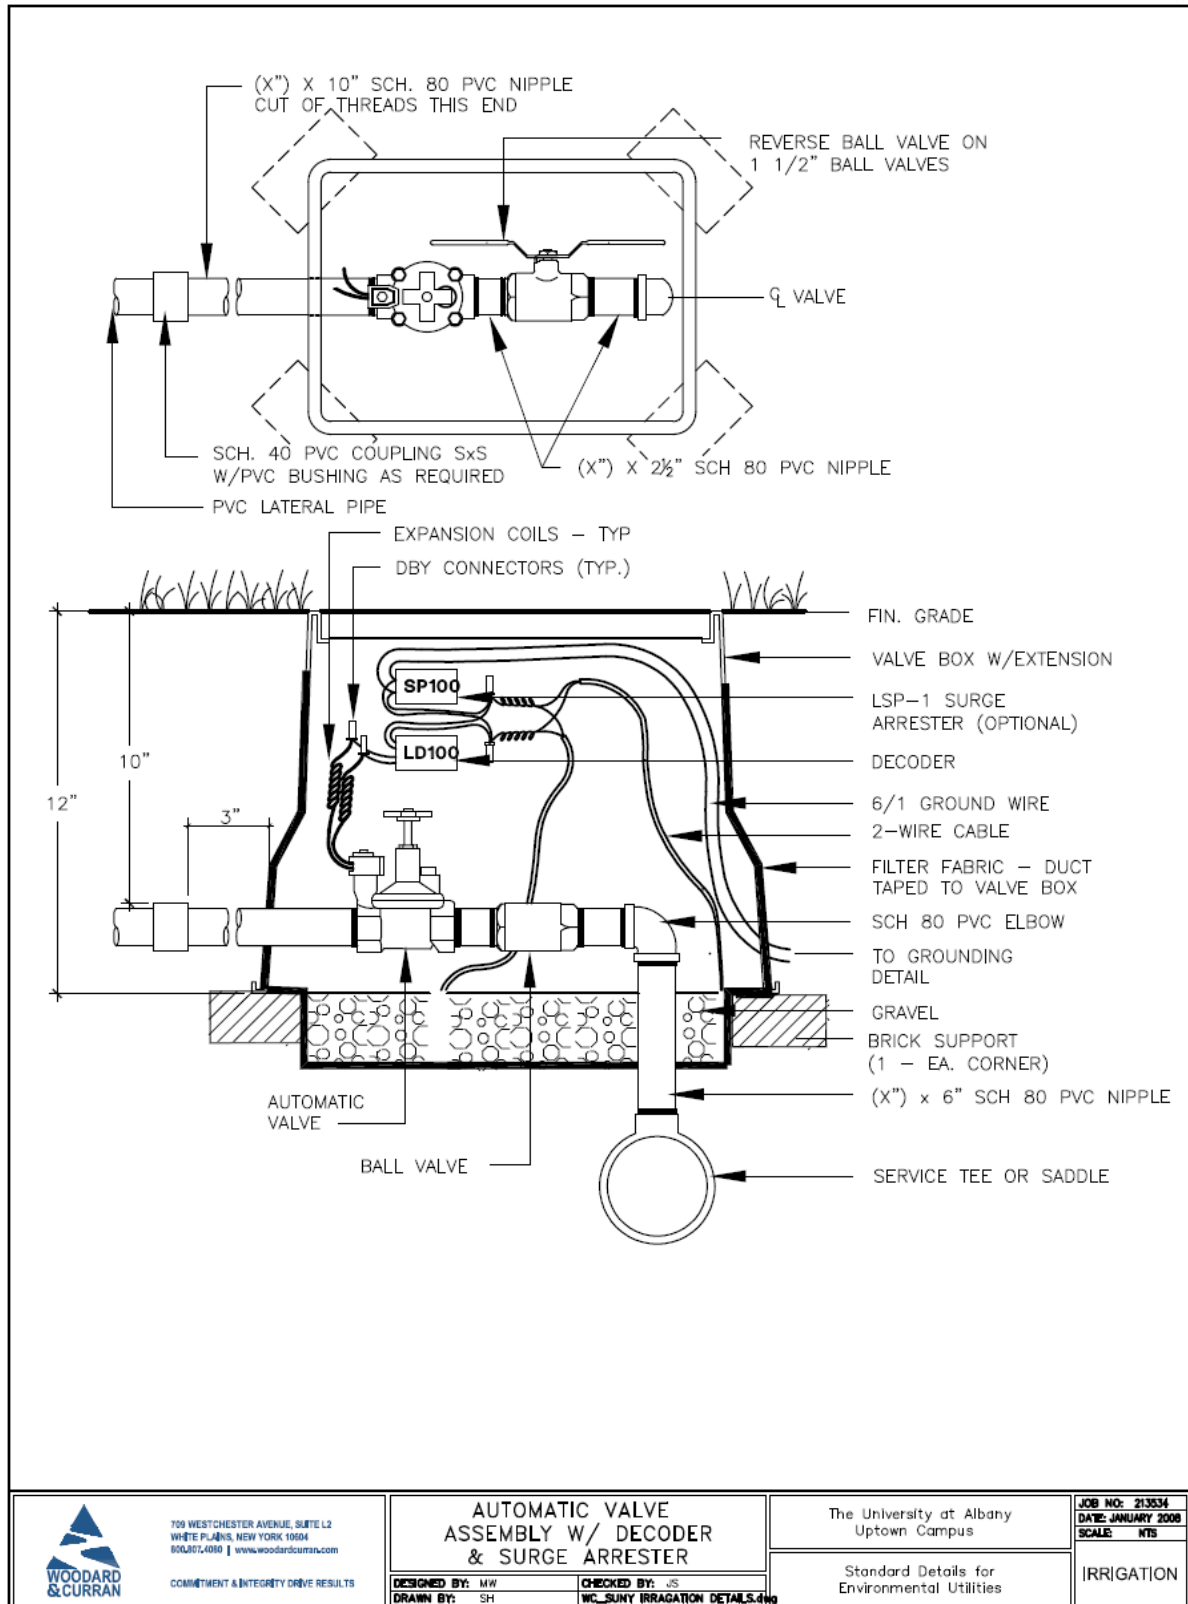 (X") X 10" SCH. 80 PVC NIPPLE
CUT OF THREADS THIS END
REVERSE BALL VALVE ON
1 1/2" BALL VALVES
℄ VALVE
SCH. 40 PVC COUPLING SxS
W/PVC BUSHING AS REQUIRED
(X") X 2½" SCH 80 PVC NIPPLE
PVC LATERAL PIPE
EXPANSION COILS – TYP
DBY CONNECTORS (TYP.)
FIN. GRADE
VALVE BOX W/EXTENSION
SP100
LSP–1 SURGE
ARRESTER (OPTIONAL)
LD100
DECODER
10"
12"
3"
6/1 GROUND WIRE
2–WIRE CABLE
FILTER FABRIC – DUCT
TAPED TO VALVE BOX
SCH 80 PVC ELBOW
TO GROUNDING
DETAIL
GRAVEL
BRICK SUPPORT
(1 – EA. CORNER)
(X") x 6" SCH 80 PVC NIPPLE
AUTOMATIC
VALVE
BALL VALVE
SERVICE TEE OR SADDLE
WOODARD
&CURRAN
709 WESTCHESTER AVENUE, SUITE L2
WHITE PLAINS, NEW YORK 10604
800.807.4080 | www.woodardcurran.com
COMMITMENT & INTEGRITY DRIVE RESULTS
AUTOMATIC VALVE
ASSEMBLY W/ DECODER
& SURGE ARRESTER
DESIGNED BY: MW
CHECKED BY: JS
DRAWN BY: SH
WC_SUNY IRRAGATION DETAILS.dwg
The University at Albany
Uptown Campus
Standard Details for
Environmental Utilities
JOB NO: 213534
DATE: JANUARY 2008
SCALE: NTS
IRRIGATION